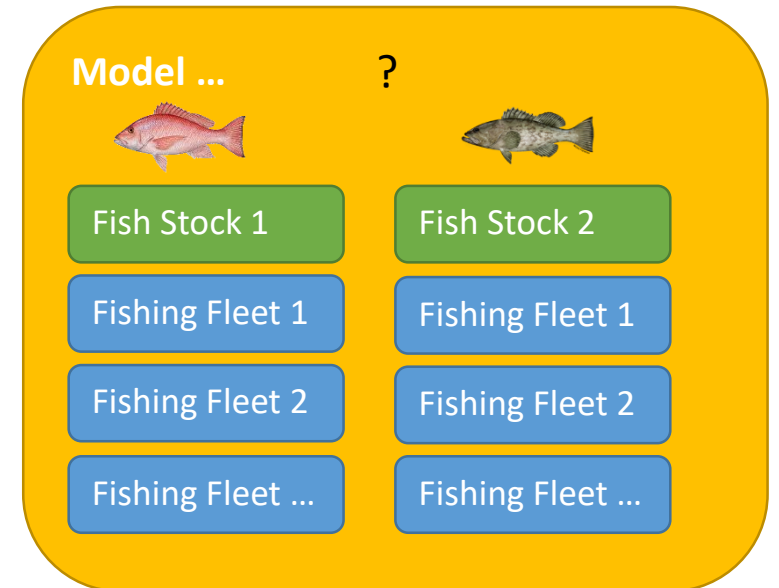 Model … ?
Fish Stock 1
Fish Stock 2
Fishing Fleet 1
Fishing Fleet 1
Fishing Fleet 2
Fishing Fleet 2
Fishing Fleet …
Fishing Fleet …